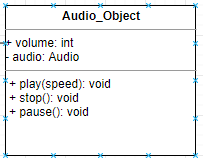 Audio_Object
+ volume: int
- audio: Audio
+ play(speed): void
+ stop(): void
+ pause(): void